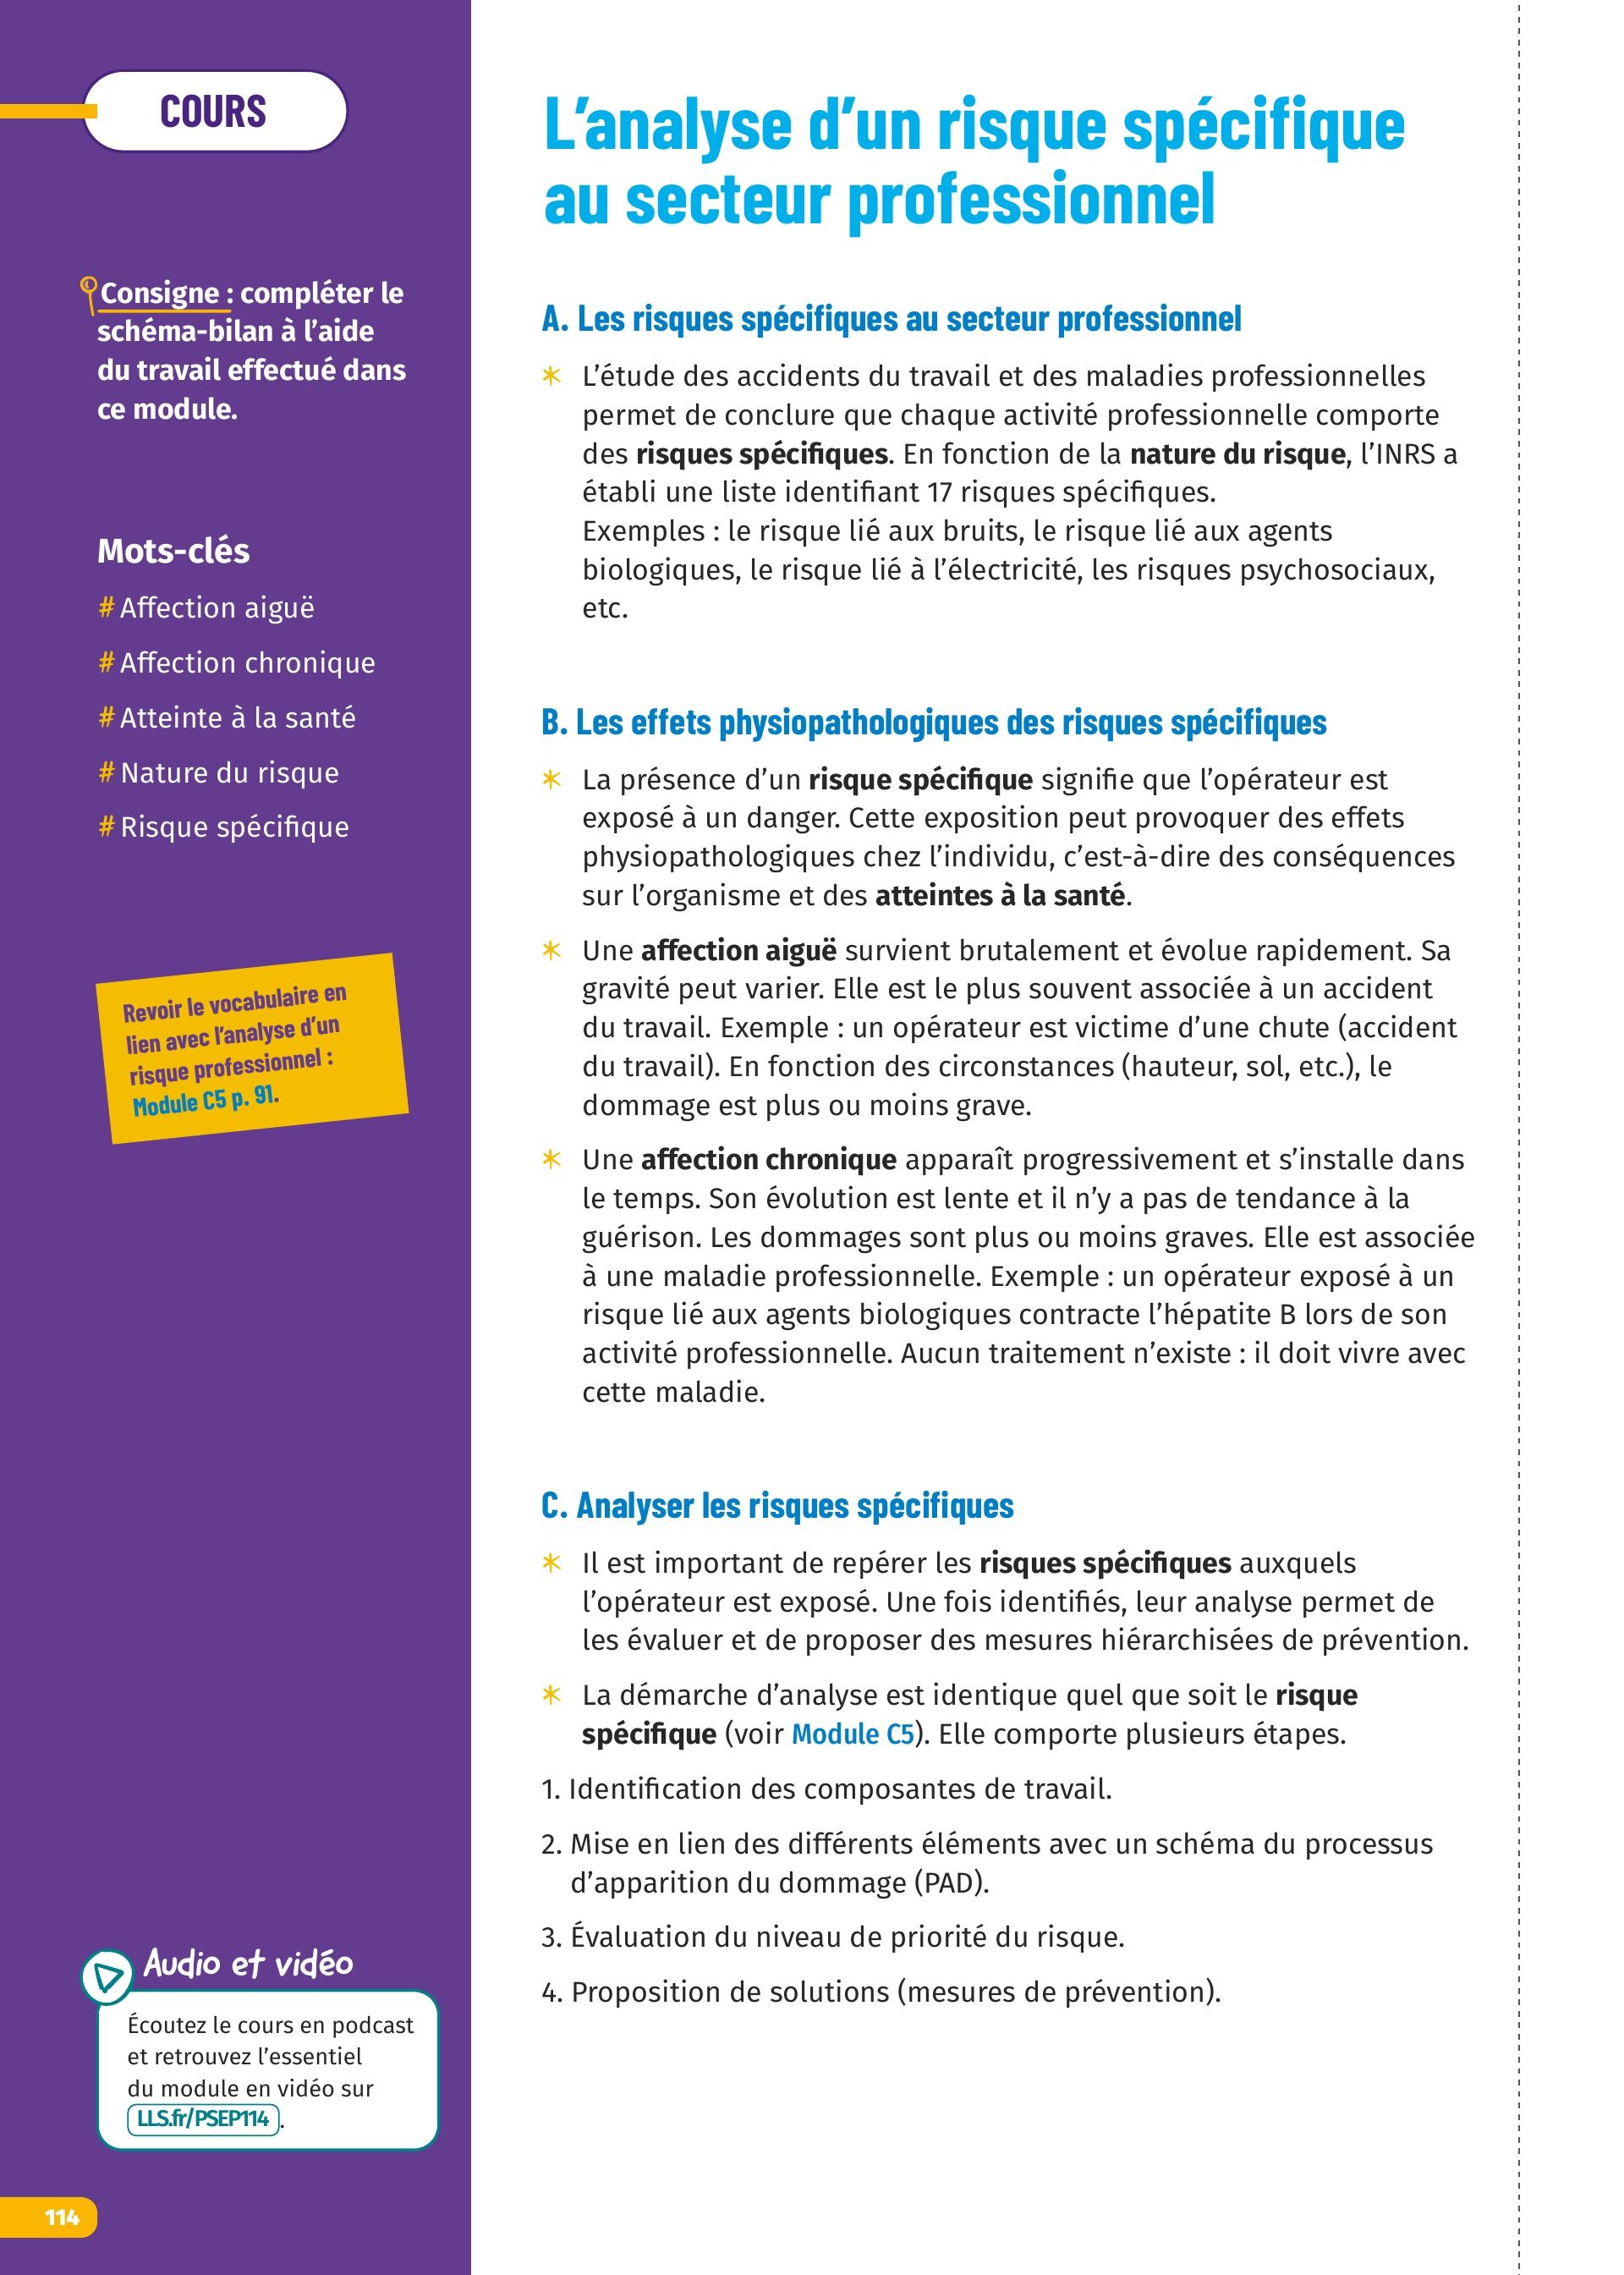 COURS
Consigne : compléter le
schéma-bilan à l’aide
du travail effectué dans
ce module.
Mots-clés
# Affection aiguë
# Affection chronique
# Atteinte à la santé
# Nature du risque
# Risque spécifique
Revoir le vocabulaire en
lien avec l’analyse d’un
risque professionnel :
Module C5 p. 91.
Audio et vidéo
Écoutez le cours en podcast
et retrouvez l’essentiel
du module en vidéo sur
LLS.fr/PSEP114 .
114
L’analyse d’un risque spécifique
au secteur professionnel
A. Les risques spécifiques au secteur professionnel
* L’étude des accidents du travail et des maladies professionnelles
permet de conclure que chaque activité professionnelle comporte
des risques spécifiques. En fonction de la nature du risque, l’INRS a
établi une liste identifiant 17 risques spécifiques.
Exemples : le risque lié aux bruits, le risque lié aux agents
biologiques, le risque lié à l’électricité, les risques psychosociaux,
etc.
B. Les effets physiopathologiques des risques spécifiques
* La présence d’un risque spécifique signifie que l’opérateur est
exposé à un danger. Cette exposition peut provoquer des effets
physiopathologiques chez l’individu, c’est-à-dire des conséquences
sur l’organisme et des atteintes à la santé.
* Une affection aiguë survient brutalement et évolue rapidement. Sa
gravité peut varier. Elle est le plus souvent associée à un accident
du travail. Exemple : un opérateur est victime d’une chute (accident
du travail). En fonction des circonstances (hauteur, sol, etc.), le
dommage est plus ou moins grave.
* Une affection chronique apparaît progressivement et s’installe dans
le temps. Son évolution est lente et il n’y a pas de tendance à la
guérison. Les dommages sont plus ou moins graves. Elle est associée
à une maladie professionnelle. Exemple : un opérateur exposé à un
risque lié aux agents biologiques contracte l’hépatite B lors de son
activité professionnelle. Aucun traitement n’existe : il doit vivre avec
cette maladie.
C. Analyser les risques spécifiques
* Il est important de repérer les risques spécifiques auxquels
l’opérateur est exposé. Une fois identifiés, leur analyse permet de
les évaluer et de proposer des mesures hiérarchisées de prévention.
* La démarche d’analyse est identique quel que soit le risque
spécifique (voir Module C5). Elle comporte plusieurs étapes.
1. Identification des composantes de travail.
2. Mise en lien des différents éléments avec un schéma du processus
d’apparition du dommage (PAD).
3. Évaluation du niveau de priorité du risque.
4. Proposition de solutions (mesures de prévention).